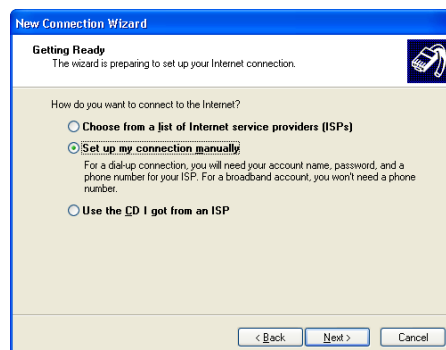 New Connection Wizard
Getting Ready
The wizard is preparing to set up your Internet connection.
How do you want to connect to the Internet?
Choose from a list of Internet service providers (ISPs)
Set up my connection manually
For a dial-up connection, you will need your account name, password, and a
phone number for your ISP. For a broadband account, you won't need a phone
number.
Use the CD I got from an ISP
< Back Next > Cancel